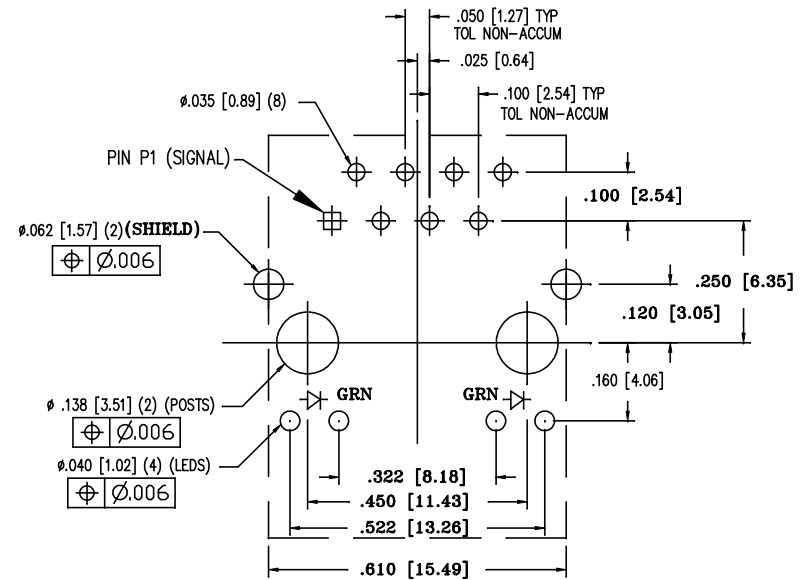 .050 [1.27] TYP
TOL NON-ACCUM
.025 [0.64]
.100 [2.54] TYP
TOL NON-ACCUM
ø.035 [0.89] (8)
PIN P1 (SIGNAL)
.100 [2.54]
ø.062 [1.57] (2)(SHIELD)
⌖ Ø.006
.250 [6.35]
.120 [3.05]
.160 [4.06]
GRN
GRN
ø .138 [3.51] (2) (POSTS)
⌖ Ø.006
ø.040 [1.02] (4) (LEDS)
⌖ Ø.006
.322 [8.18]
.450 [11.43]
.522 [13.26]
.610 [15.49]